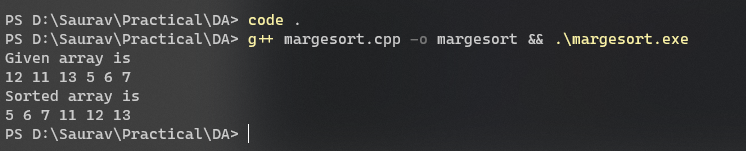 PS D:\Saurav\Practical\DA> code .
PS D:\Saurav\Practical\DA> g++ margesort.cpp -o margesort && .\margesort.exe
Given array is
12 11 13 5 6 7
Sorted array is
5 6 7 11 12 13
PS D:\Saurav\Practical\DA>